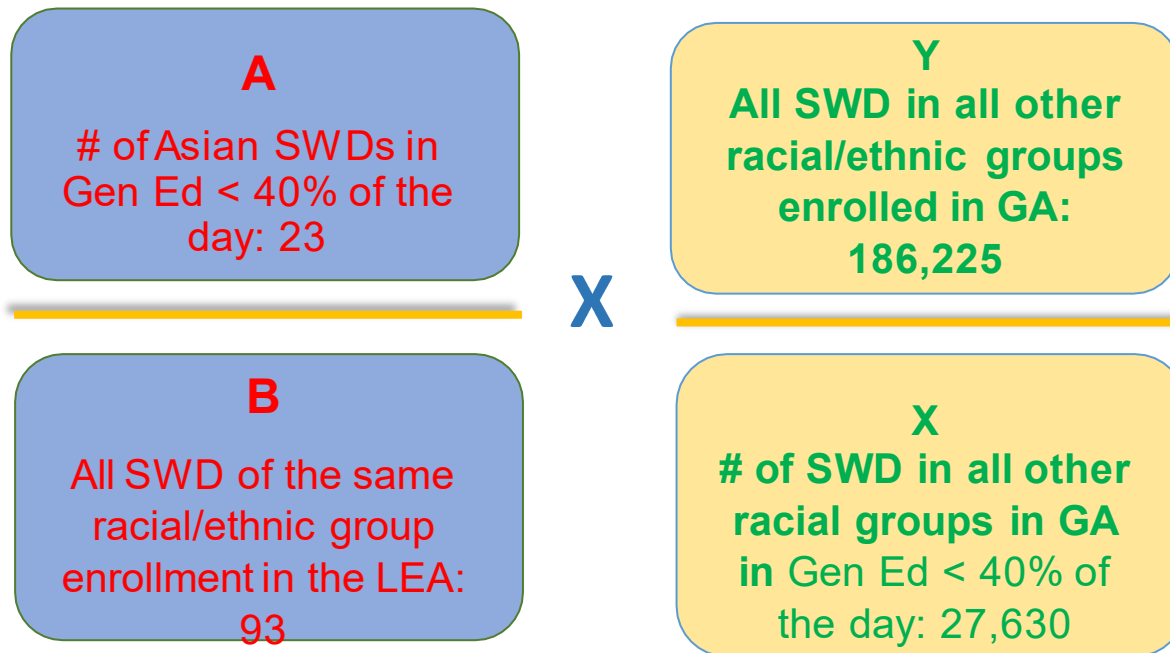 A
# of Asian SWDs in
Gen Ed < 40% of the
day: 23
Y
All SWD in all other
racial/ethnic groups
enrolled in GA:
186,225
X
B
All SWD of the same
racial/ethnic group
enrollment in the LEA:
93
X
# of SWD in all other
racial groups in GA
in Gen Ed < 40% of
the day: 27,630